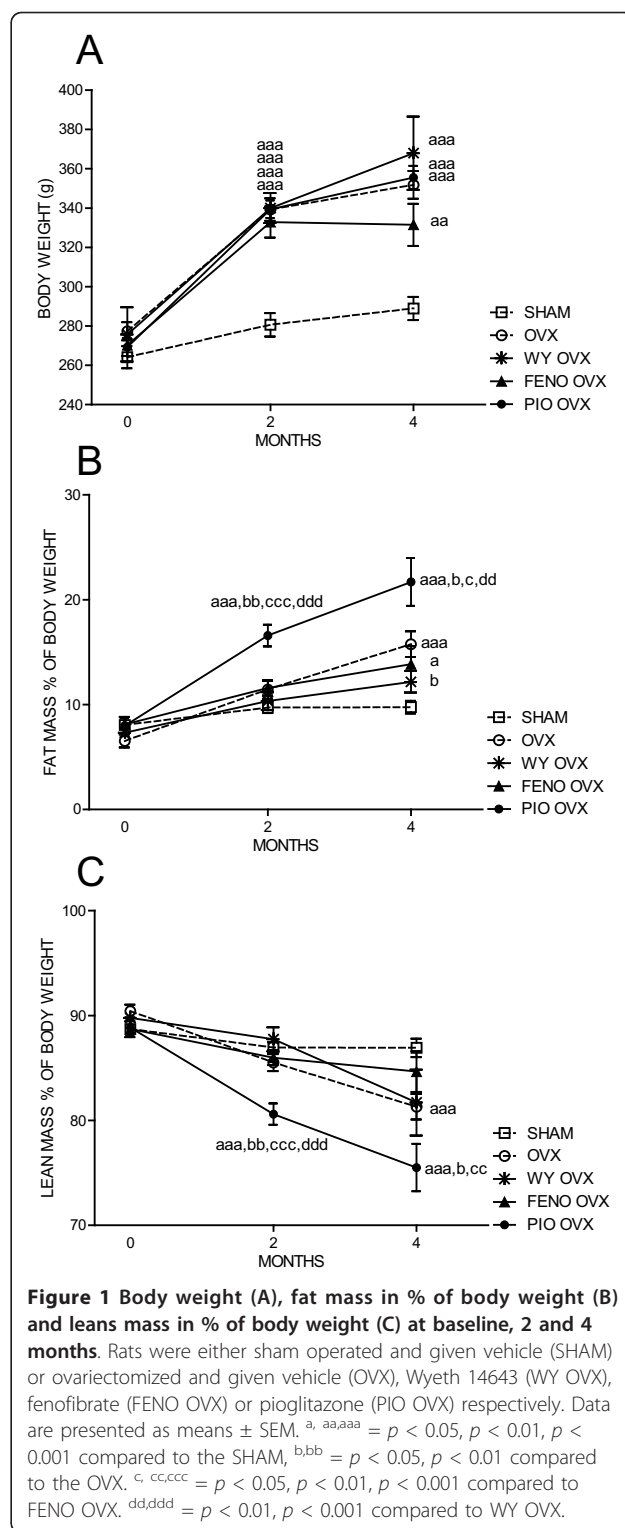 A
400
380
360
340
320
300
280
260
240
BODY WEIGHT (g)
aaa
aaa
aaa
aaa
aaa
aaa
aaa
aa
SHAM
OVX
WY OVX
FENO OVX
PIO OVX
0
2
4
MONTHS
B
30
20
10
0
FAT MASS % OF BODY WEIGHT
aaa,bb,ccc,ddd
aaa,b,c,dd
aaa
a
b
SHAM
OVX
WY OVX
FENO OVX
PIO OVX
0
2
4
MONTHS
C
100
90
80
70
LEAN MASS % OF BODY WEIGHT
aaa,bb,ccc,ddd
aaa
aaa,b,cc
SHAM
OVX
WY OVX
FENO OVX
PIO OVX
0
2
4
MONTHS
Figure 1 Body weight (A), fat mass in % of body weight (B)
and leans mass in % of body weight (C) at baseline, 2 and 4
months. Rats were either sham operated and given vehicle (SHAM)
or ovariectomized and given vehicle (OVX), Wyeth 14643 (WY OVX),
fenofibrate (FENO OVX) or pioglitazone (PIO OVX) respectively. Data
are presented as means ± SEM. a, aa,aaa = p < 0.05, p < 0.01, p <
0.001 compared to the SHAM, b,bb = p < 0.05, p < 0.01 compared
to the OVX. c, cc,ccc = p < 0.05, p < 0.01, p < 0.001 compared to
FENO OVX. dd,ddd = p < 0.01, p < 0.001 compared to WY OVX.